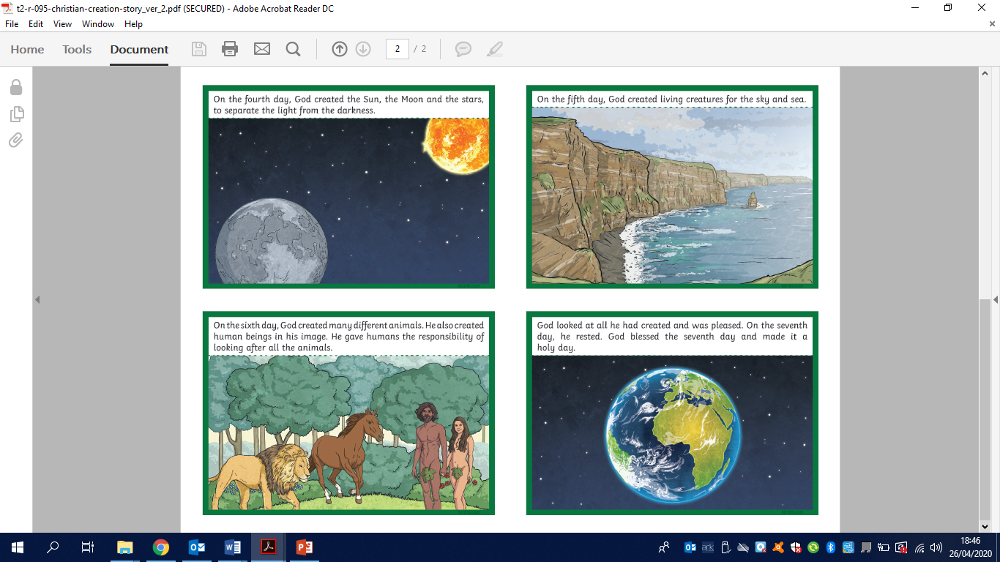 t2-r-095-christian-creation-story_ver_2.pdf (SECURED) - Adobe Acrobat Reader DC
File Edit View Window Help
Home Tools Document 2 / 2
On the fourth day, God created the Sun, the Moon and the stars,
to separate the light from the darkness.
On the fifth day, God created living creatures for the sky and sea.
On the sixth day, God created many different animals. He also created
human beings in his image. He gave humans the responsibility of
looking after all the animals.
God looked at all he had created and was pleased. On the seventh
day, he rested. God blessed the seventh day and made it a
holy day.
ark
18:46
26/04/2020